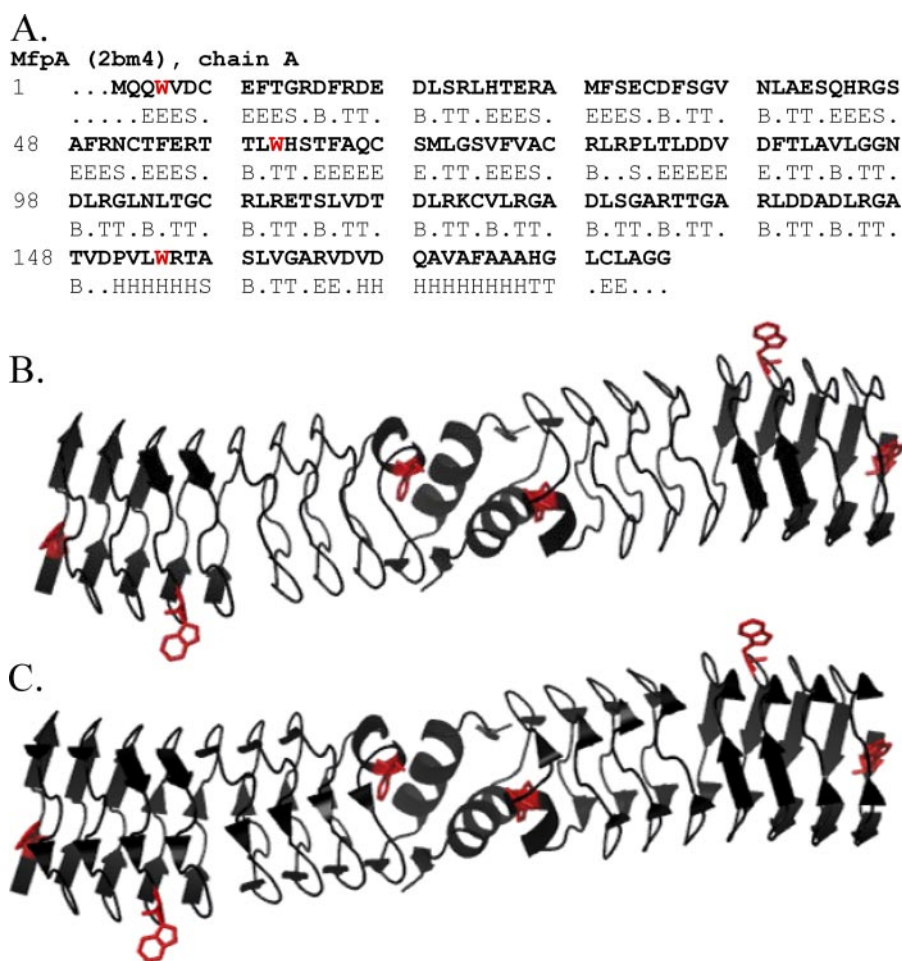 A.
MfpA (2bm4), chain A
1 ...MQQWVDC EFTGRDFRDE DLSRLHTERA MFSECDFSGV NLAESQHRGS
.....EEES. EEES.B.TT. B.TT.EEES. EEES.B.TT. B.TT.EEES.
48 AFRNCTFERT TLWHSTFAQC SMLGSVFVAC RLRPLTLDDV DFTLAVLGGN
EEES.EEES. B.TT.EEEEE E.TT.EEES. B..S.EEEEE E.TT.B.TT.
98 DLRGLNLTGC RLRETSLVDT DLRKCVLRGA DLSGARTTGA RLDDADLRGA
B.TT.B.TT. B.TT.B.TT. B.TT.B.TT. B.TT.B.TT. B.TT.B.TT.
148 TVDPVLWRTA SLVGARVDVD QAVAFAAAHG LCLAGG
B..HHHHHHS B.TT.EE.HH HHHHHHHHTT .EE...
B.
C.